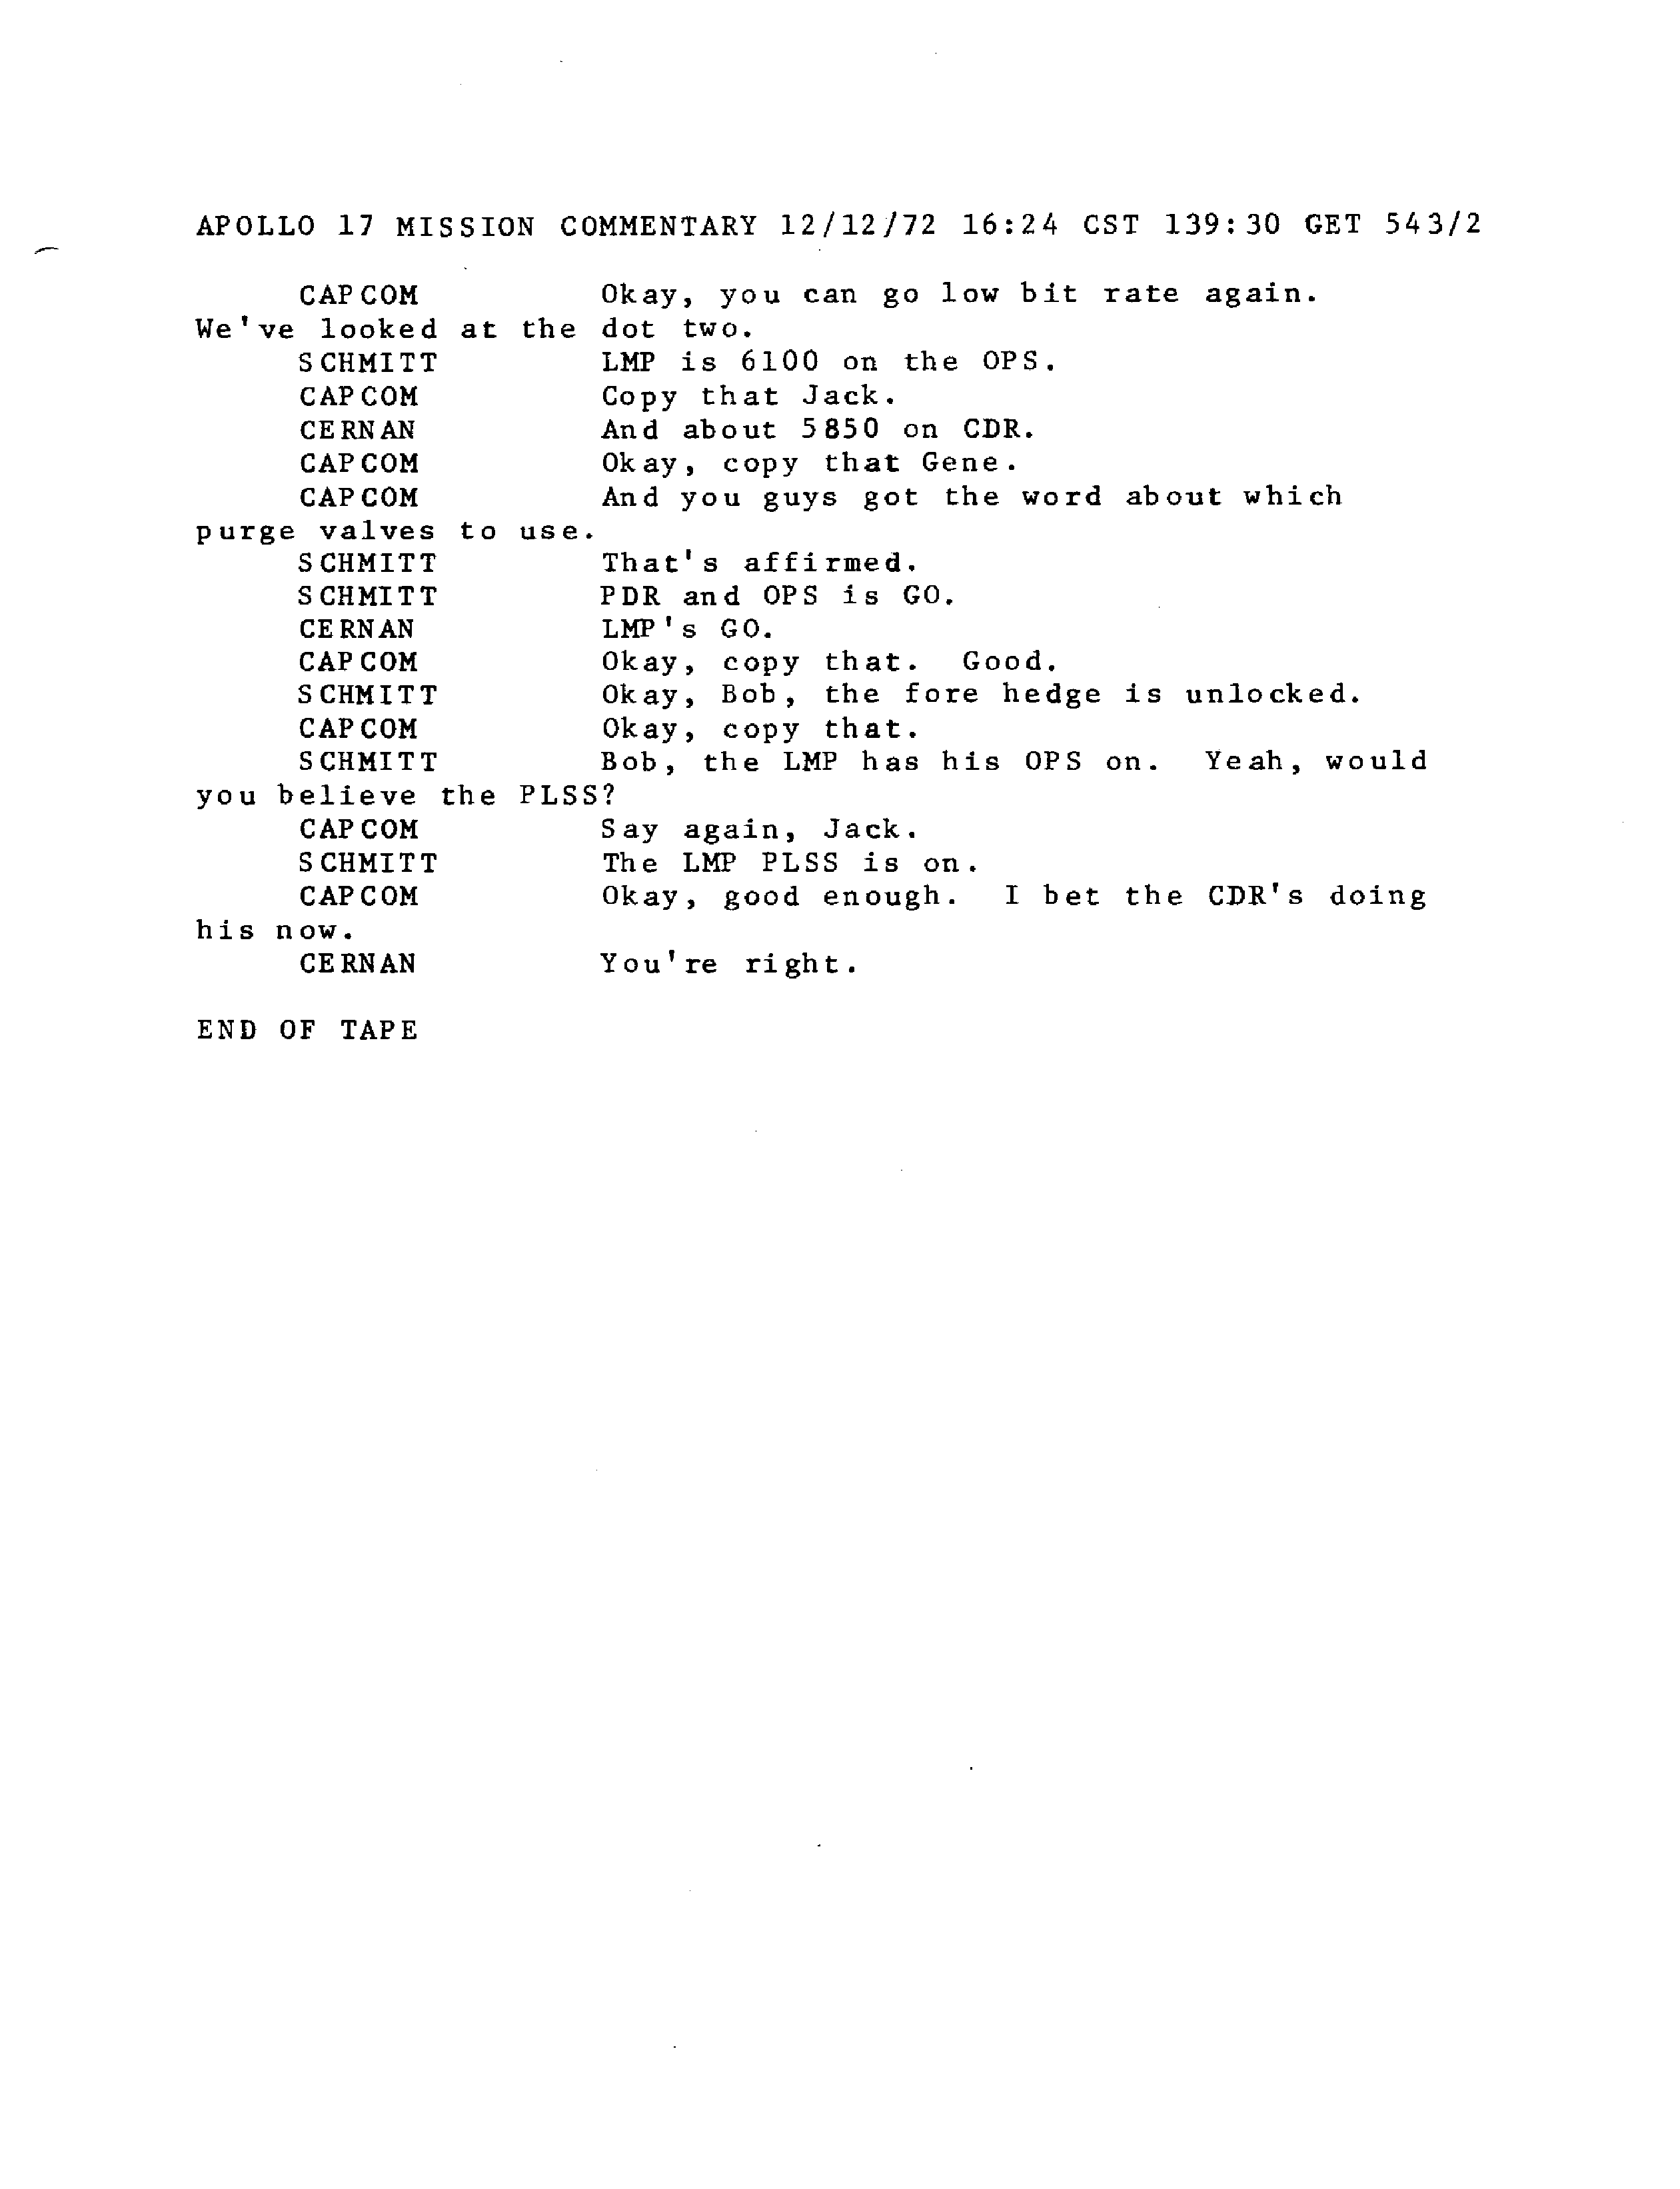 APOLLO 17 MISSION COMMENTARY 12/12/72 16:24 CST 139:30 GET 543/2
CAPCOM Okay, you can go low bit rate again.
We've looked at the dot two.
SCHMITT LMP is 6100 on the OPS.
CAPCOM Copy that Jack.
CERNAN And about 5850 on CDR.
CAPCOM Okay, copy that Gene.
CAPCOM And you guys got the word about which
purge valves to use.
SCHMITT That's affirmed.
SCHMITT PDR and OPS is GO.
CERNAN LMP's GO.
CAPCOM Okay, copy that. Good.
SCHMITT Okay, Bob, the fore hedge is unlocked.
CAPCOM Okay, copy that.
SCHMITT Bob, the LMP has his OPS on. Yeah, would
you believe the PLSS?
CAPCOM Say again, Jack.
SCHMITT The LMP PLSS is on.
CAPCOM Okay, good enough. I bet the CDR's doing
his now.
CERNAN You're right.
END OF TAPE